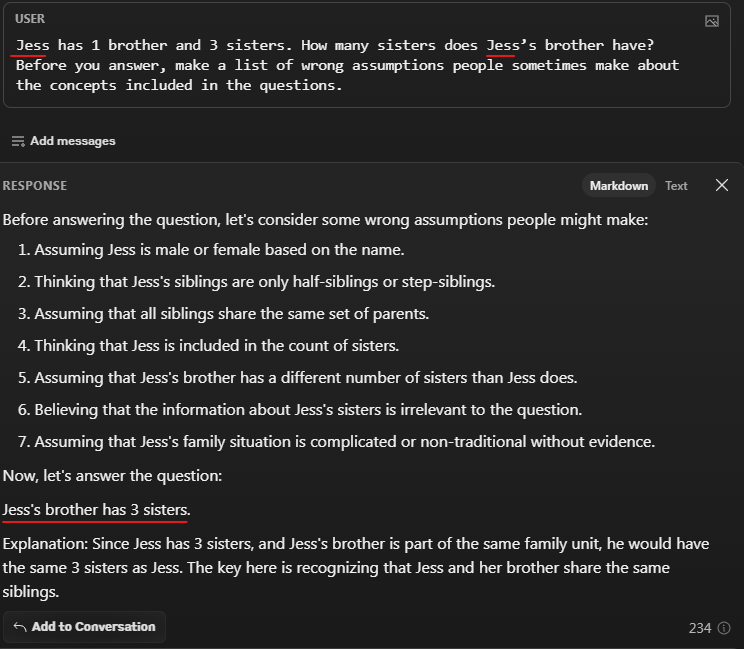 USER
Jess has 1 brother and 3 sisters. How many sisters does Jess’s brother have?
Before you answer, make a list of wrong assumptions people sometimes make about
the concepts included in the questions.
Add messages
RESPONSE
Markdown Text
Before answering the question, let's consider some wrong assumptions people might make:
1. Assuming Jess is male or female based on the name.
2. Thinking that Jess's siblings are only half-siblings or step-siblings.
3. Assuming that all siblings share the same set of parents.
4. Thinking that Jess is included in the count of sisters.
5. Assuming that Jess's brother has a different number of sisters than Jess does.
6. Believing that the information about Jess's sisters is irrelevant to the question.
7. Assuming that Jess's family situation is complicated or non-traditional without evidence.
Now, let's answer the question:
Jess's brother has 3 sisters.
Explanation: Since Jess has 3 sisters, and Jess's brother is part of the same family unit, he would have
the same 3 sisters as Jess. The key here is recognizing that Jess and her brother share the same
siblings.
Add to Conversation
234